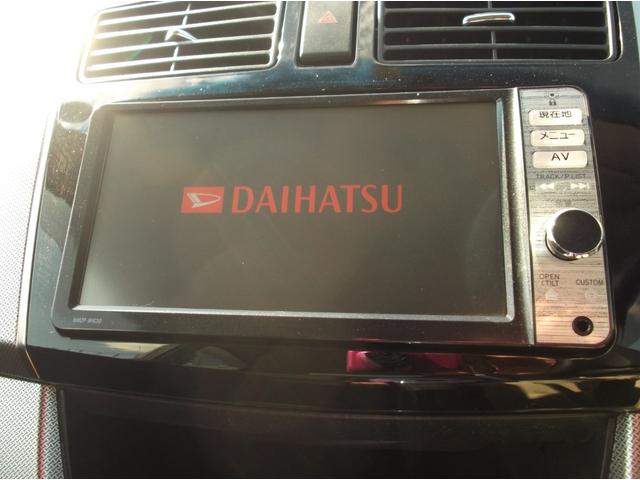 現在地
メニュー
AV
TRACK/P.LIST
DAIHATSU
OPEN
&TILT
CUSTOM